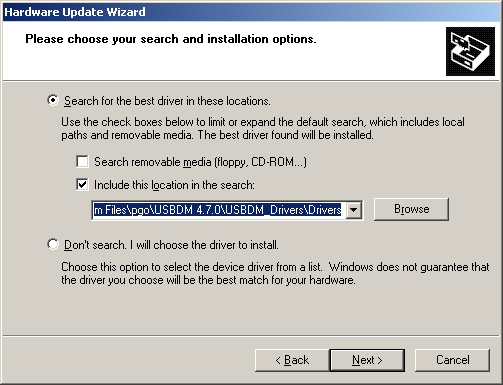 Hardware Update Wizard
Please choose your search and installation options.
Search for the best driver in these locations.
Use the check boxes below to limit or expand the default search, which includes local
paths and removable media. The best driver found will be installed.
Search removable media (floppy, CD-ROM...)
Include this location in the search:
m Files\pgo\USBDM 4.7.0\USBDM_Drivers\Drivers
Browse
Don't search. I will choose the driver to install.
Choose this option to select the device driver from a list. Windows does not guarantee that
the driver you choose will be the best match for your hardware.
< Back
Next >
Cancel